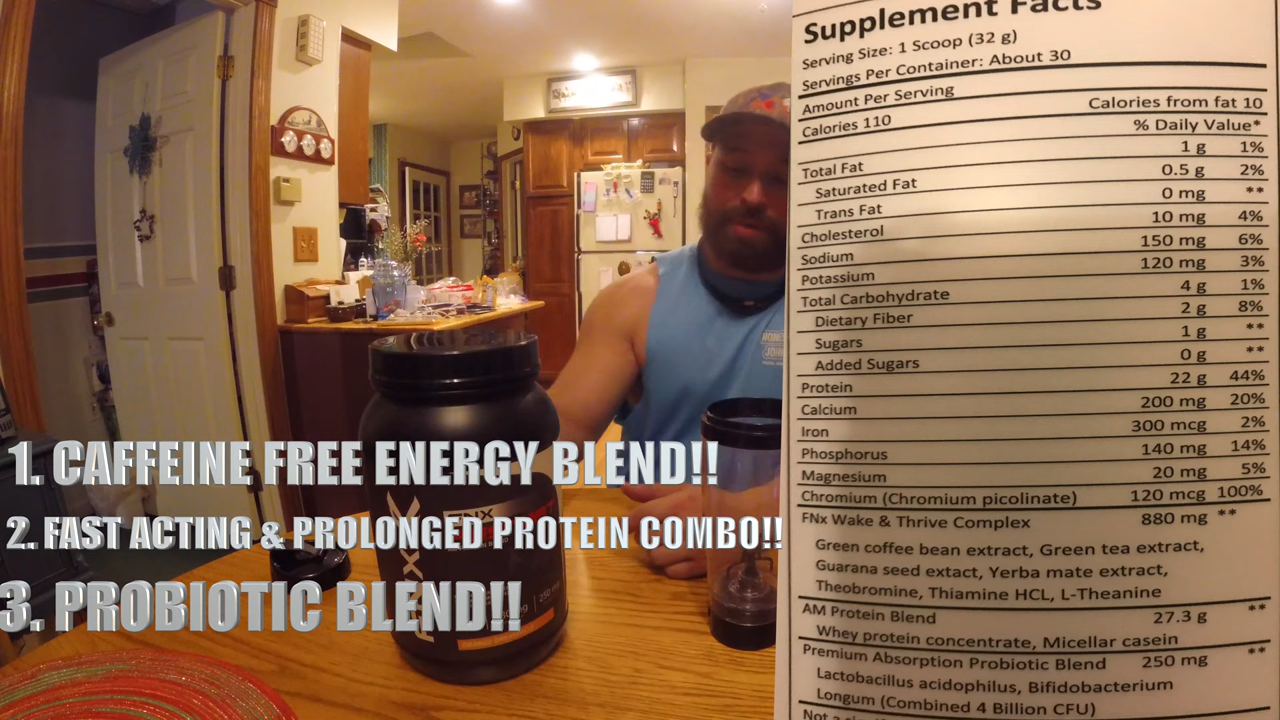 1. CAFFEINE FREE ENERGY BLEND!!
2. FAST ACTING & PROLONGED PROTEIN COMBO!!
3. PROBIOTIC BLEND!!
FNX
Supplement Facts
Serving Size: 1 Scoop (32 g)
Servings Per Container: About 30
Amount Per Serving
Calories 110 Calories from fat 10
% Daily Value*
Total Fat 1 g 1%
Saturated Fat 0.5 g 2%
Trans Fat 0 mg **
Cholesterol 10 mg 4%
Sodium 150 mg 6%
Potassium 120 mg 3%
Total Carbohydrate 4 g 1%
Dietary Fiber 2 g 8%
Sugars 1 g **
Added Sugars 0 g **
Protein 22 g 44%
Calcium 200 mg 20%
Iron 300 mcg 2%
Phosphorus 140 mg 14%
Magnesium 20 mg 5%
Chromium (Chromium picolinate) 120 mcg 100%
FNx Wake & Thrive Complex 880 mg **
Green coffee bean extract, Green tea extract,
Guarana seed extact, Yerba mate extract,
Theobromine, Thiamine HCL, L-Theanine
AM Protein Blend 27.3 g **
Whey protein concentrate, Micellar casein
Premium Absorption Probiotic Blend 250 mg **
Lactobacillus acidophilus, Bifidobacterium
Longum (Combined 4 Billion CFU)